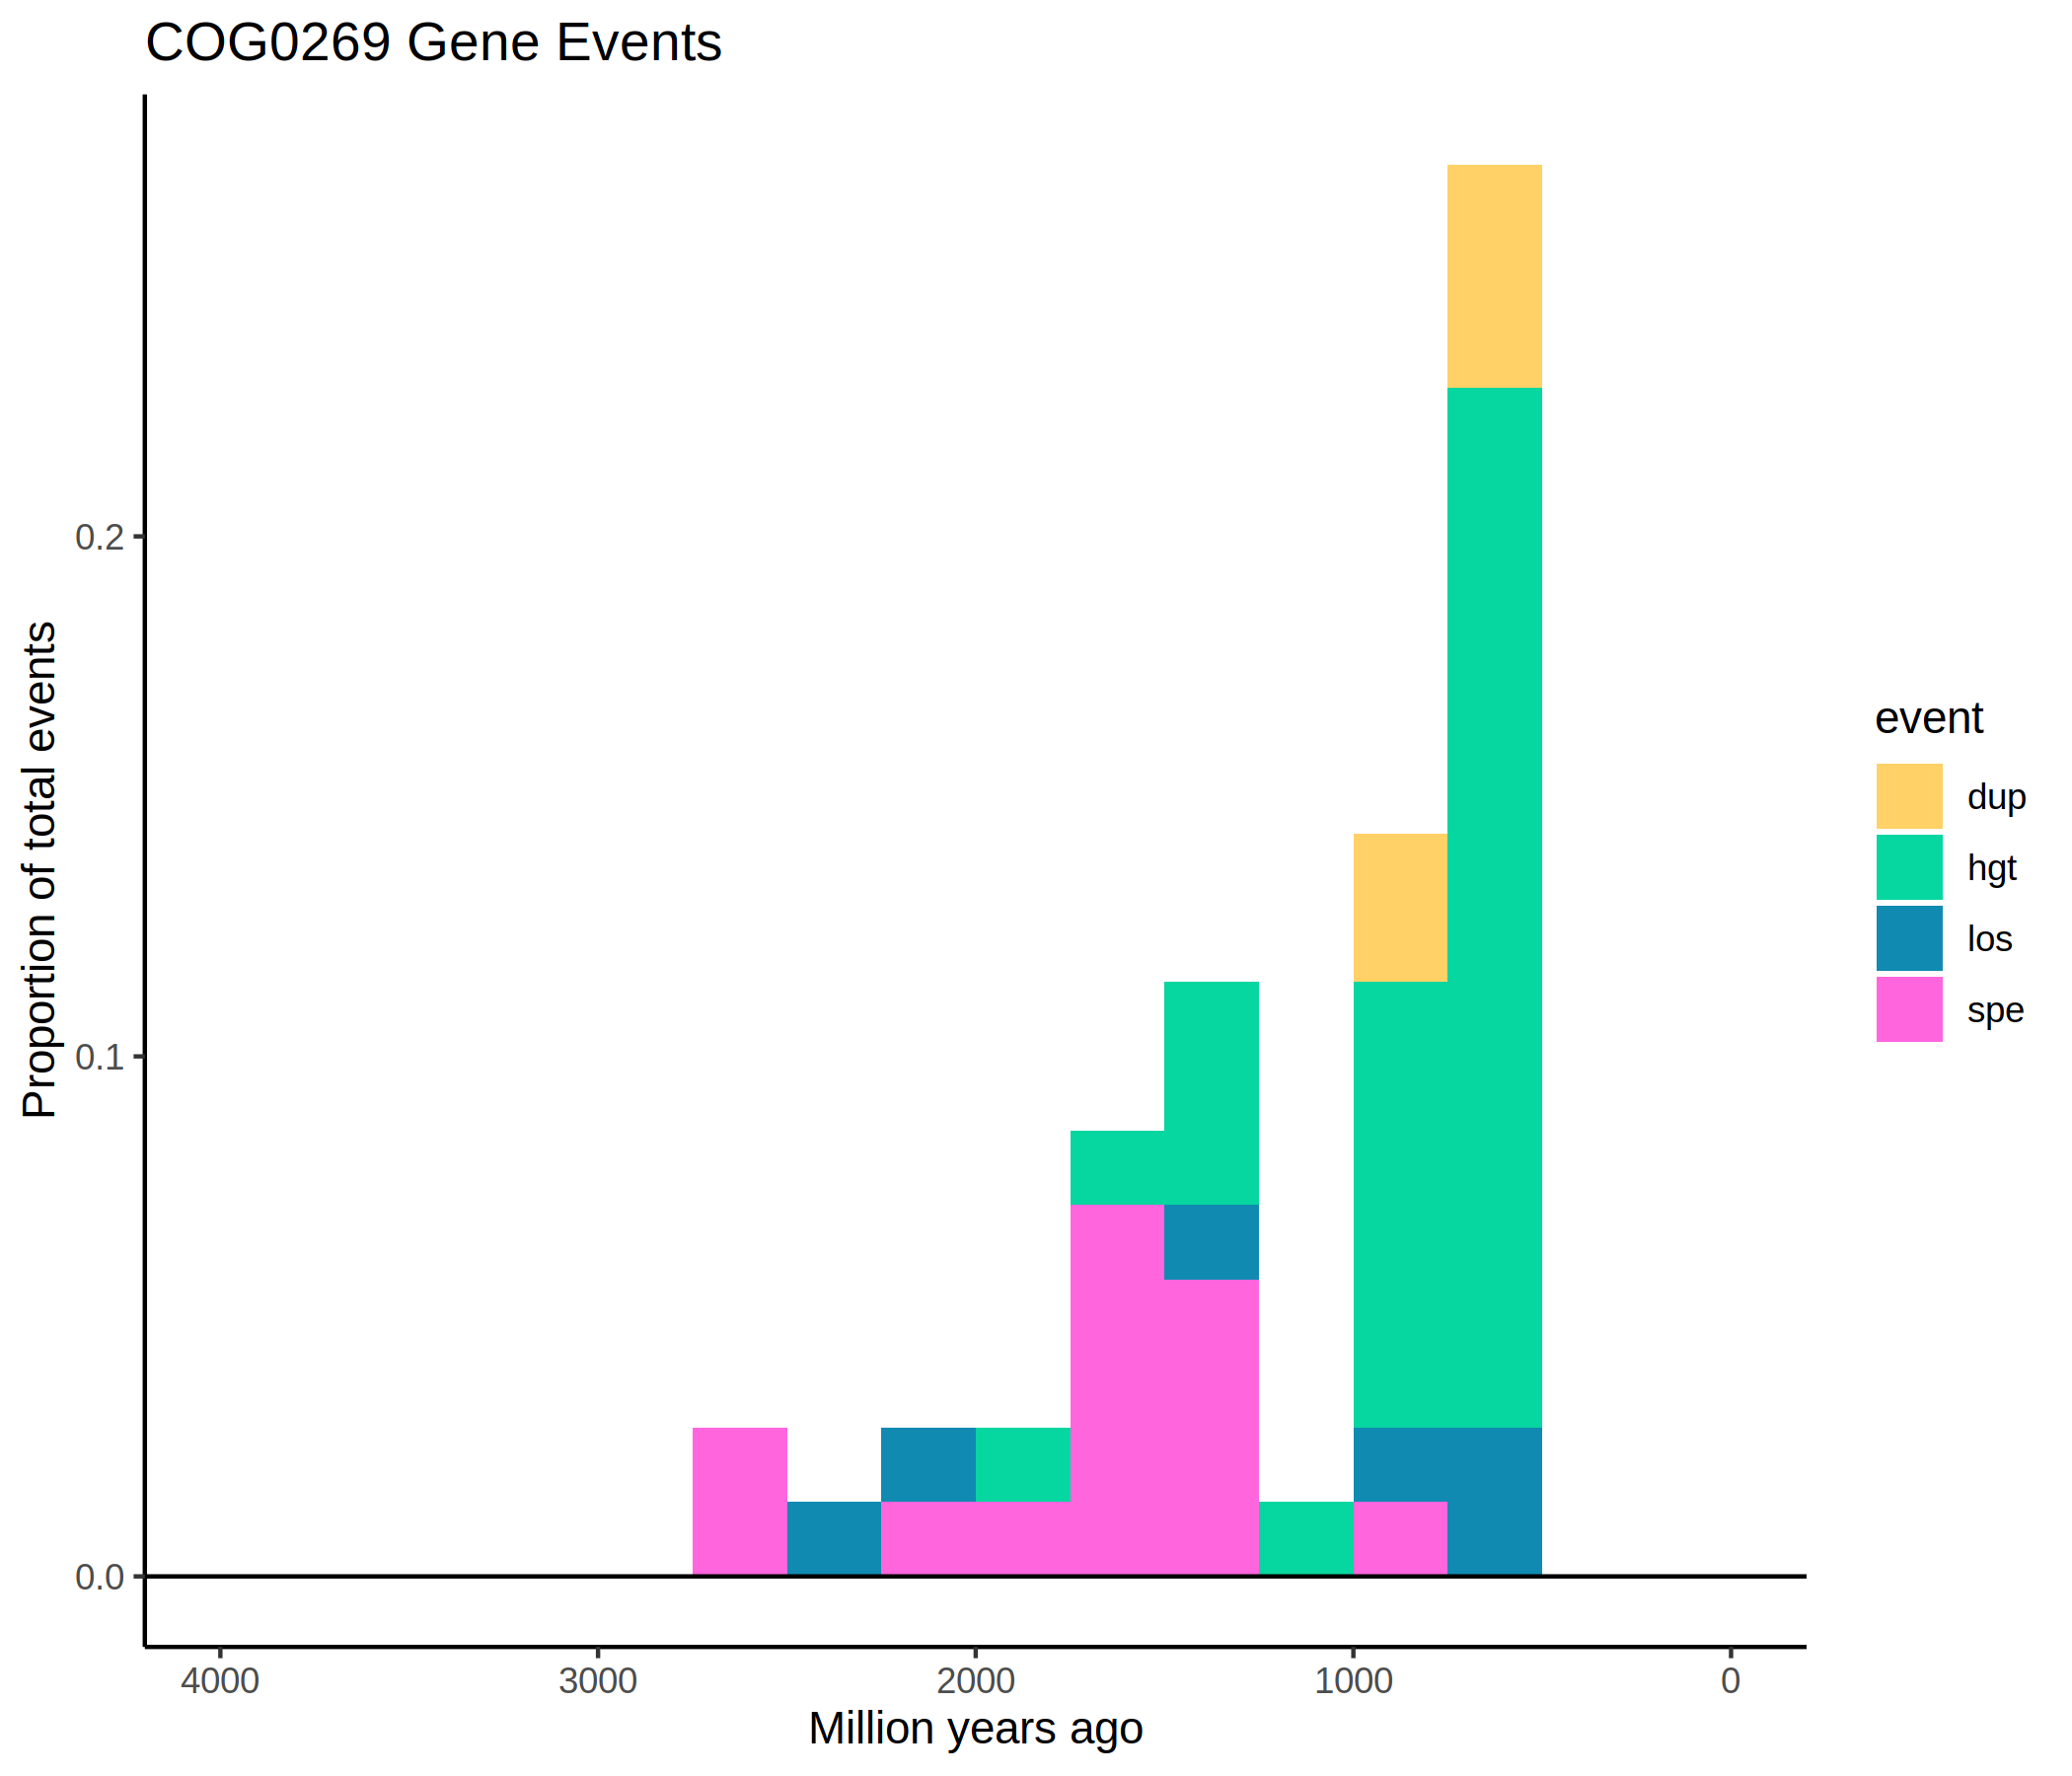 COG0269 Gene Events
Proportion of total events
0.2
0.1
0.0
4000 3000 2000 1000 0
Million years ago
event
dup
hgt
los
spe